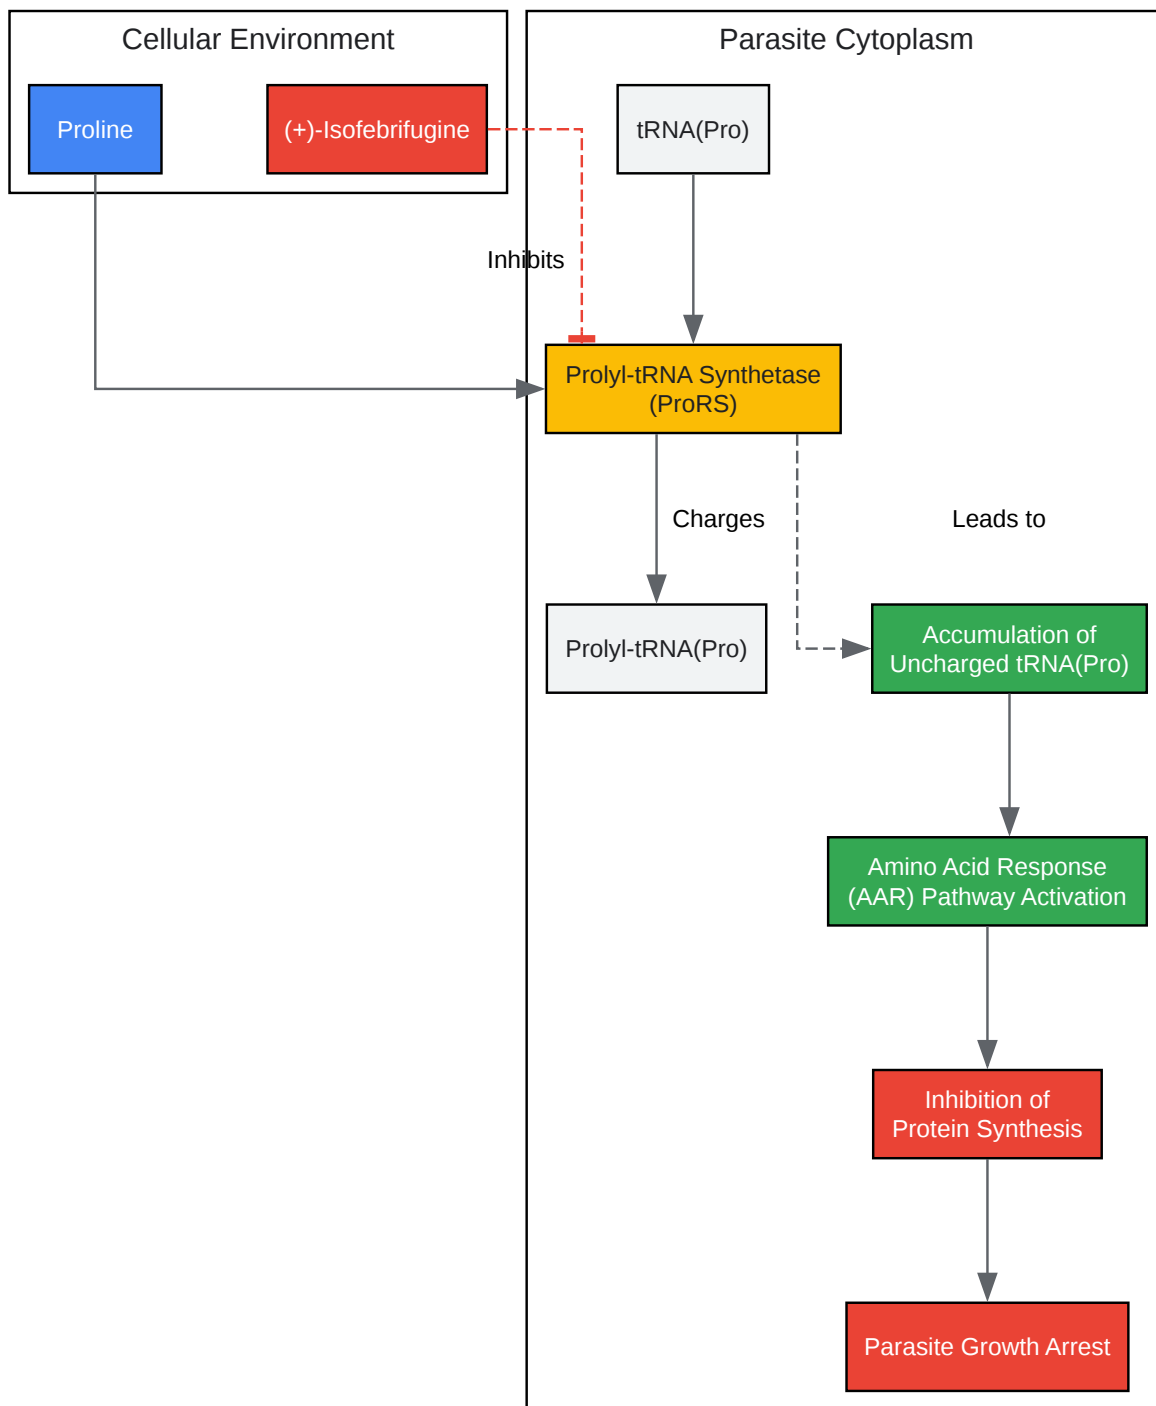 Cellular Environment
Parasite Cytoplasm
Proline
(+)-Isofebrifugine
tRNA(Pro)
Inhibits
Prolyl-tRNA Synthetase
(ProRS)
Charges
Leads to
Prolyl-tRNA(Pro)
Accumulation of
Uncharged tRNA(Pro)
Amino Acid Response
(AAR) Pathway Activation
Inhibition of
Protein Synthesis
Parasite Growth Arrest